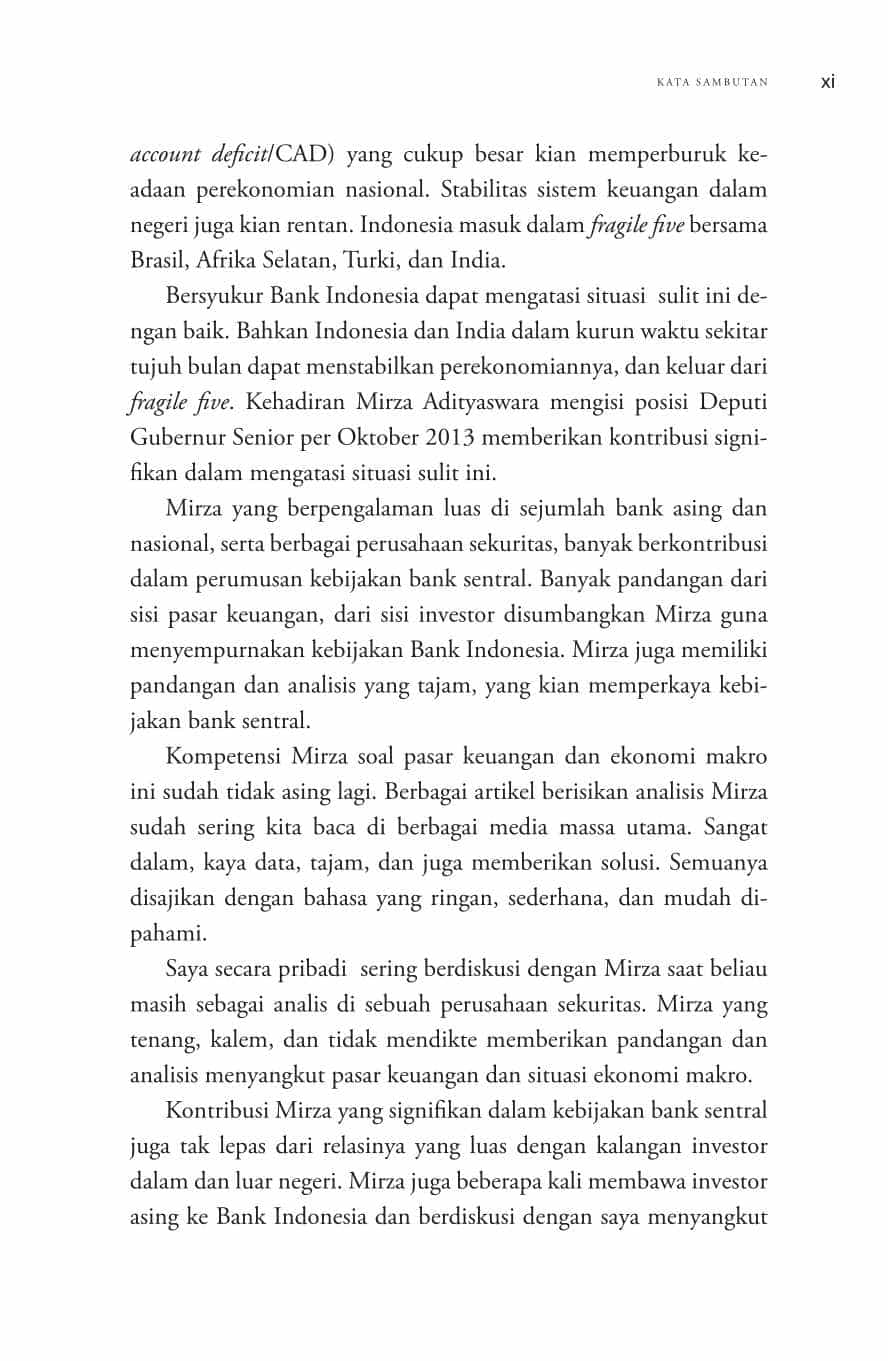 KATA SAMBUTAN xi
account deficit/CAD) yang cukup besar kian memperburuk ke-
adaan perekonomian nasional. Stabilitas sistem keuangan dalam
negeri juga kian rentan. Indonesia masuk dalam fragile five bersama
Brasil, Afrika Selatan, Turki, dan India.
Bersyukur Bank Indonesia dapat mengatasi situasi sulit ini de-
ngan baik. Bahkan Indonesia dan India dalam kurun waktu sekitar
tujuh bulan dapat menstabilkan perekonomiannya, dan keluar dari
fragile five. Kehadiran Mirza Adityaswara mengisi posisi Deputi
Gubernur Senior per Oktober 2013 memberikan kontribusi signi-
fikan dalam mengatasi situasi sulit ini.
Mirza yang berpengalaman luas di sejumlah bank asing dan
nasional, serta berbagai perusahaan sekuritas, banyak berkontribusi
dalam perumusan kebijakan bank sentral. Banyak pandangan dari
sisi pasar keuangan, dari sisi investor disumbangkan Mirza guna
menyempurnakan kebijakan Bank Indonesia. Mirza juga memiliki
pandangan dan analisis yang tajam, yang kian memperkaya kebi-
jakan bank sentral.
Kompetensi Mirza soal pasar keuangan dan ekonomi makro
ini sudah tidak asing lagi. Berbagai artikel berisikan analisis Mirza
sudah sering kita baca di berbagai media massa utama. Sangat
dalam, kaya data, tajam, dan juga memberikan solusi. Semuanya
disajikan dengan bahasa yang ringan, sederhana, dan mudah di-
pahami.
Saya secara pribadi sering berdiskusi dengan Mirza saat beliau
masih sebagai analis di sebuah perusahaan sekuritas. Mirza yang
tenang, kalem, dan tidak mendikte memberikan pandangan dan
analisis menyangkut pasar keuangan dan situasi ekonomi makro.
Kontribusi Mirza yang signifikan dalam kebijakan bank sentral
juga tak lepas dari relasinya yang luas dengan kalangan investor
dalam dan luar negeri. Mirza juga beberapa kali membawa investor
asing ke Bank Indonesia dan berdiskusi dengan saya menyangkut